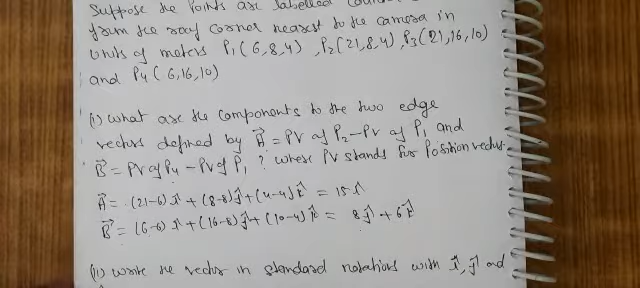 Suppose the points are labelled
from the roof corner nearest to the camera in
units of meters P₁(6,8,4), P₂(21,8,4), P₃(21,16,10)
and P₄(6,16,10)
(i) What are the components to the two edge
vectors defined by A⃗ = PV of P₂ – PV of P₁ and
B⃗ = PV of P₄ – PV of P₁ ? where PV stands for Position vector.
A⃗ = (21-6) î + (8-8) ĵ + (4-4) k̂ = 15 î
B⃗ = (6-6) î + (16-8) ĵ + (10-4) k̂ = 8 ĵ + 6 k̂
(ii) write the vector in standard notations with î, ĵ and